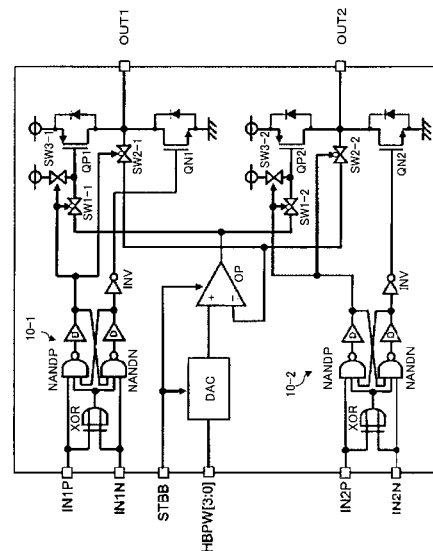 OUT1
OUT2
SW3-1
QP1
SW2-1
SW1-1
QN1
SW3-2
QP2
SW2-2
SW1-2
QN2
INV
OP
+
-
INV
10-1
D
D
NANDP
NANDN
XOR
DAC
10-2
D
D
NANDP
NANDN
XOR
IN1P
IN1N
STBB
HBPW[3:0]
IN2P
IN2N